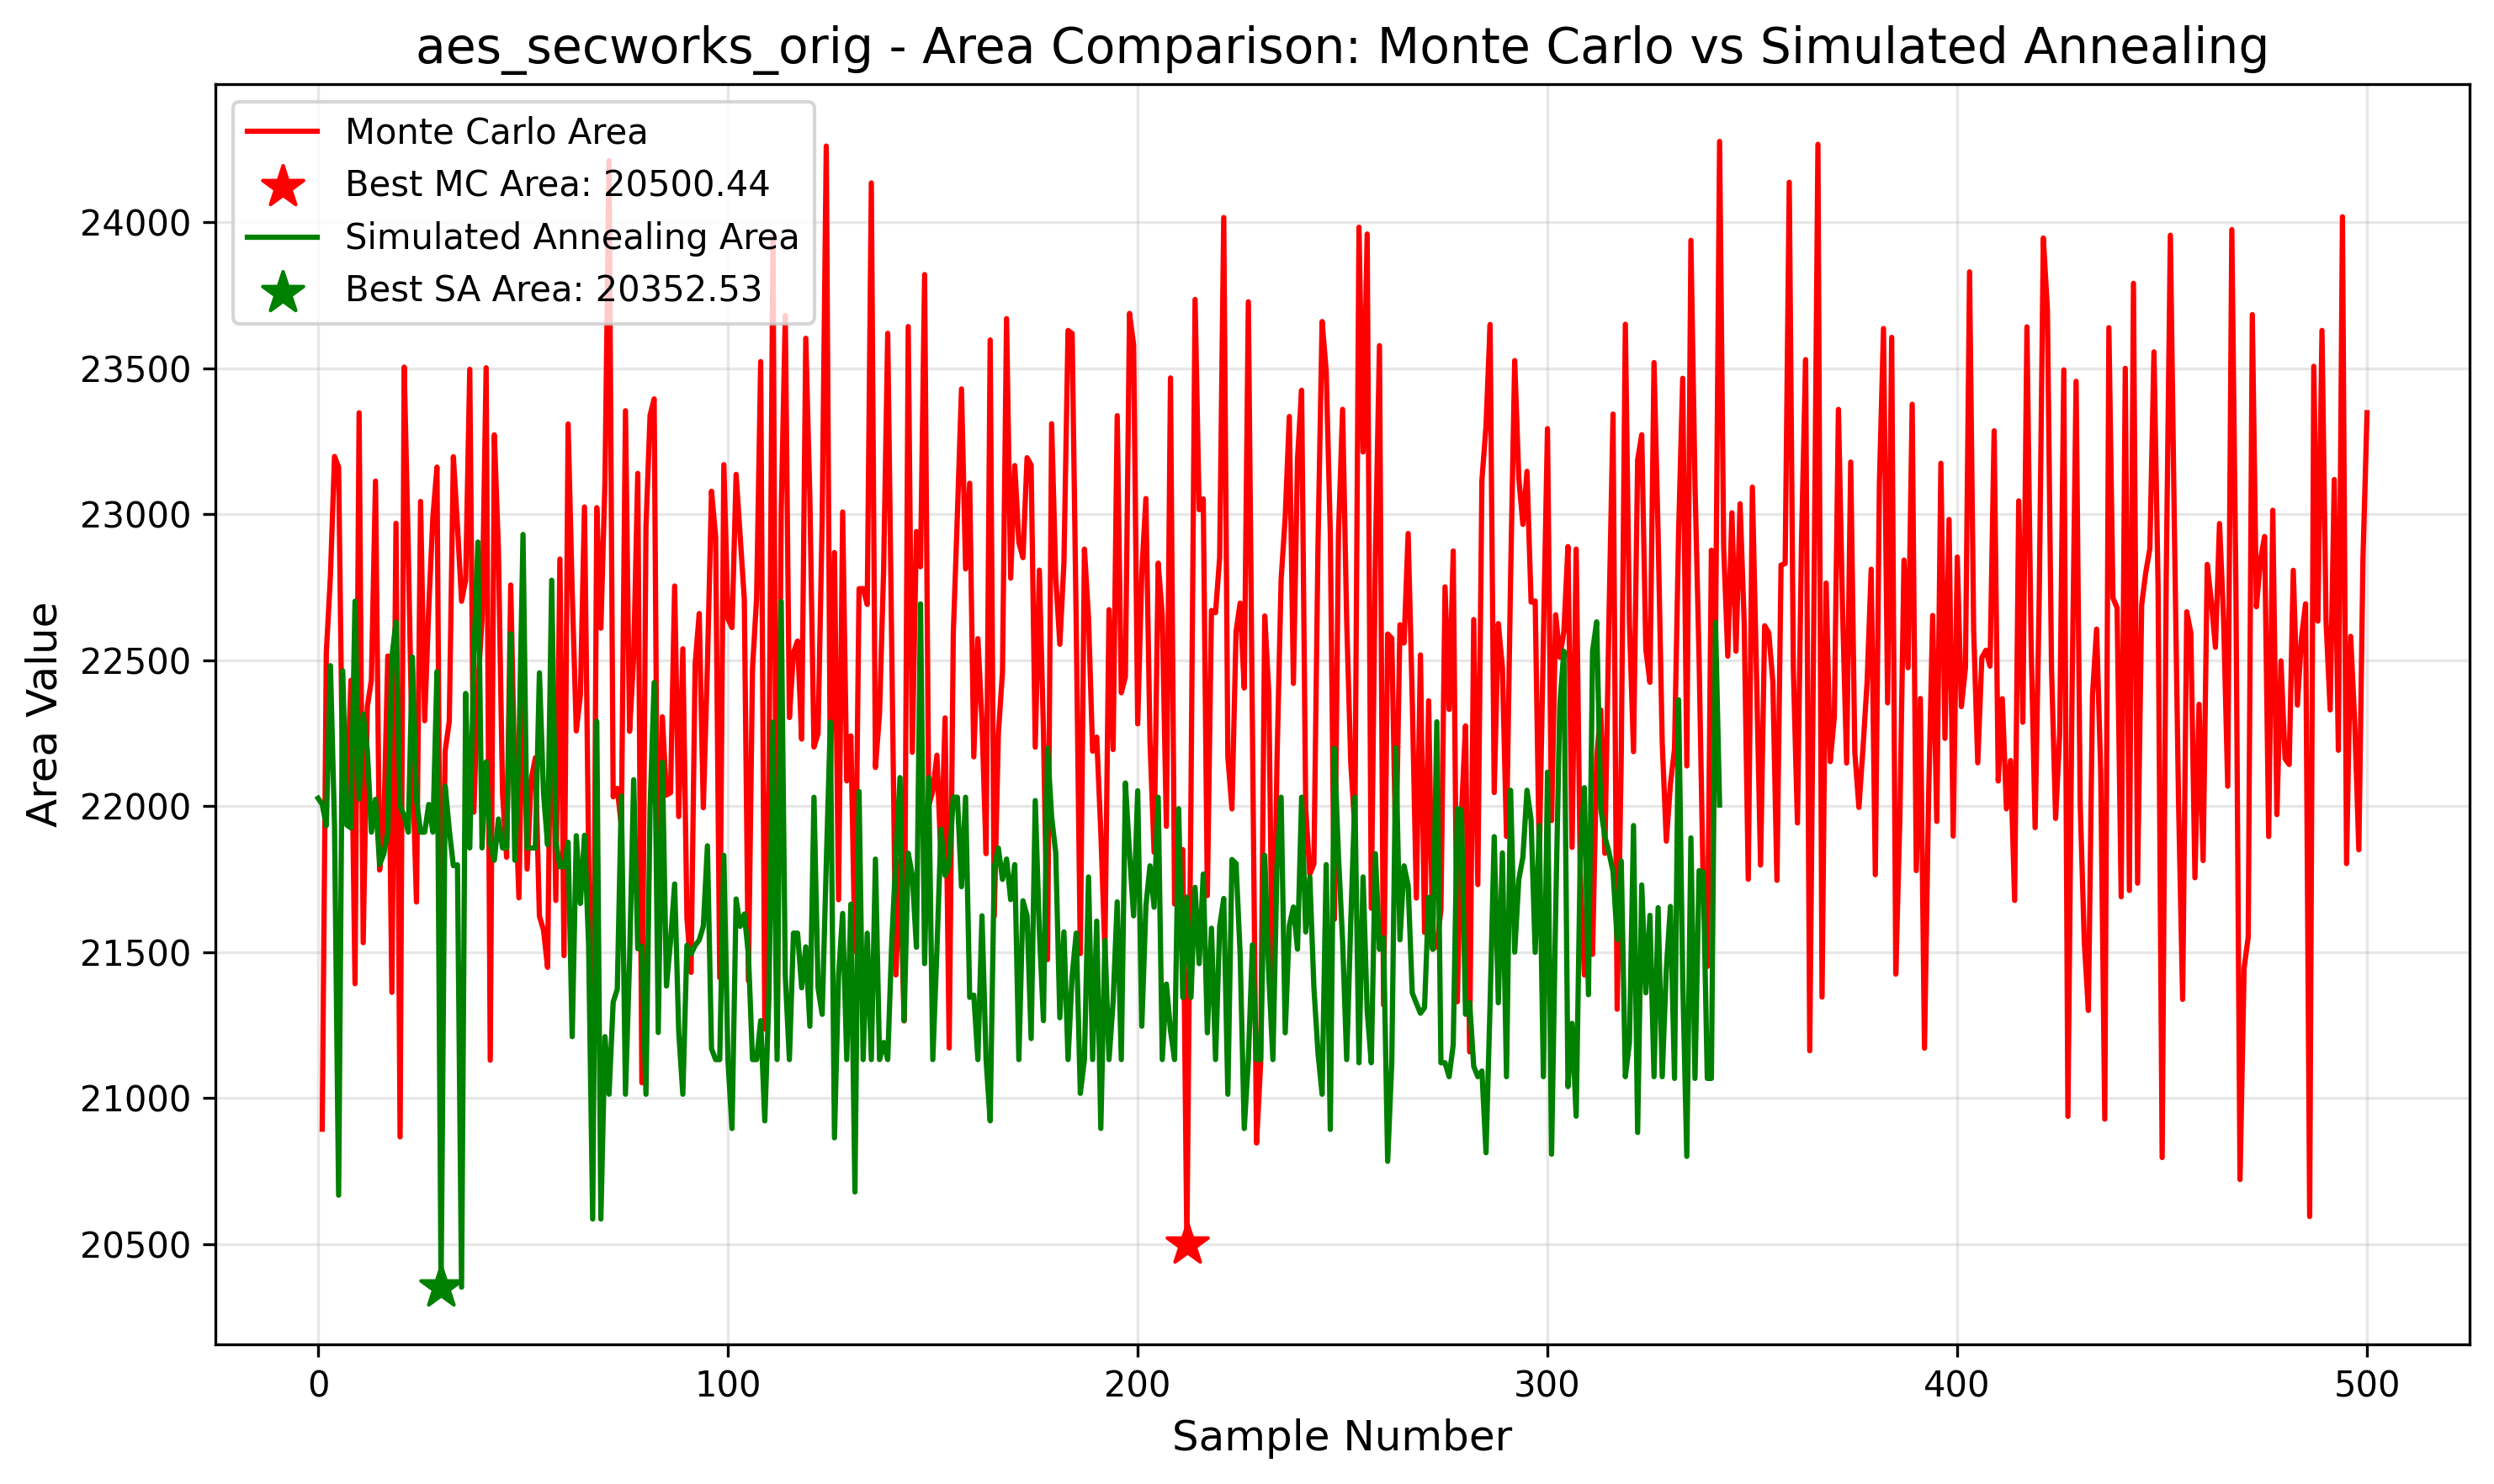 aes_secworks_orig - Area Comparison: Monte Carlo vs Simulated Annealing
Monte Carlo Area
Best MC Area: 20500.44
Simulated Annealing Area
Best SA Area: 20352.53
Area Value
24000
23500
23000
22500
22000
21500
21000
20500
0 100 200 300 400 500
Sample Number